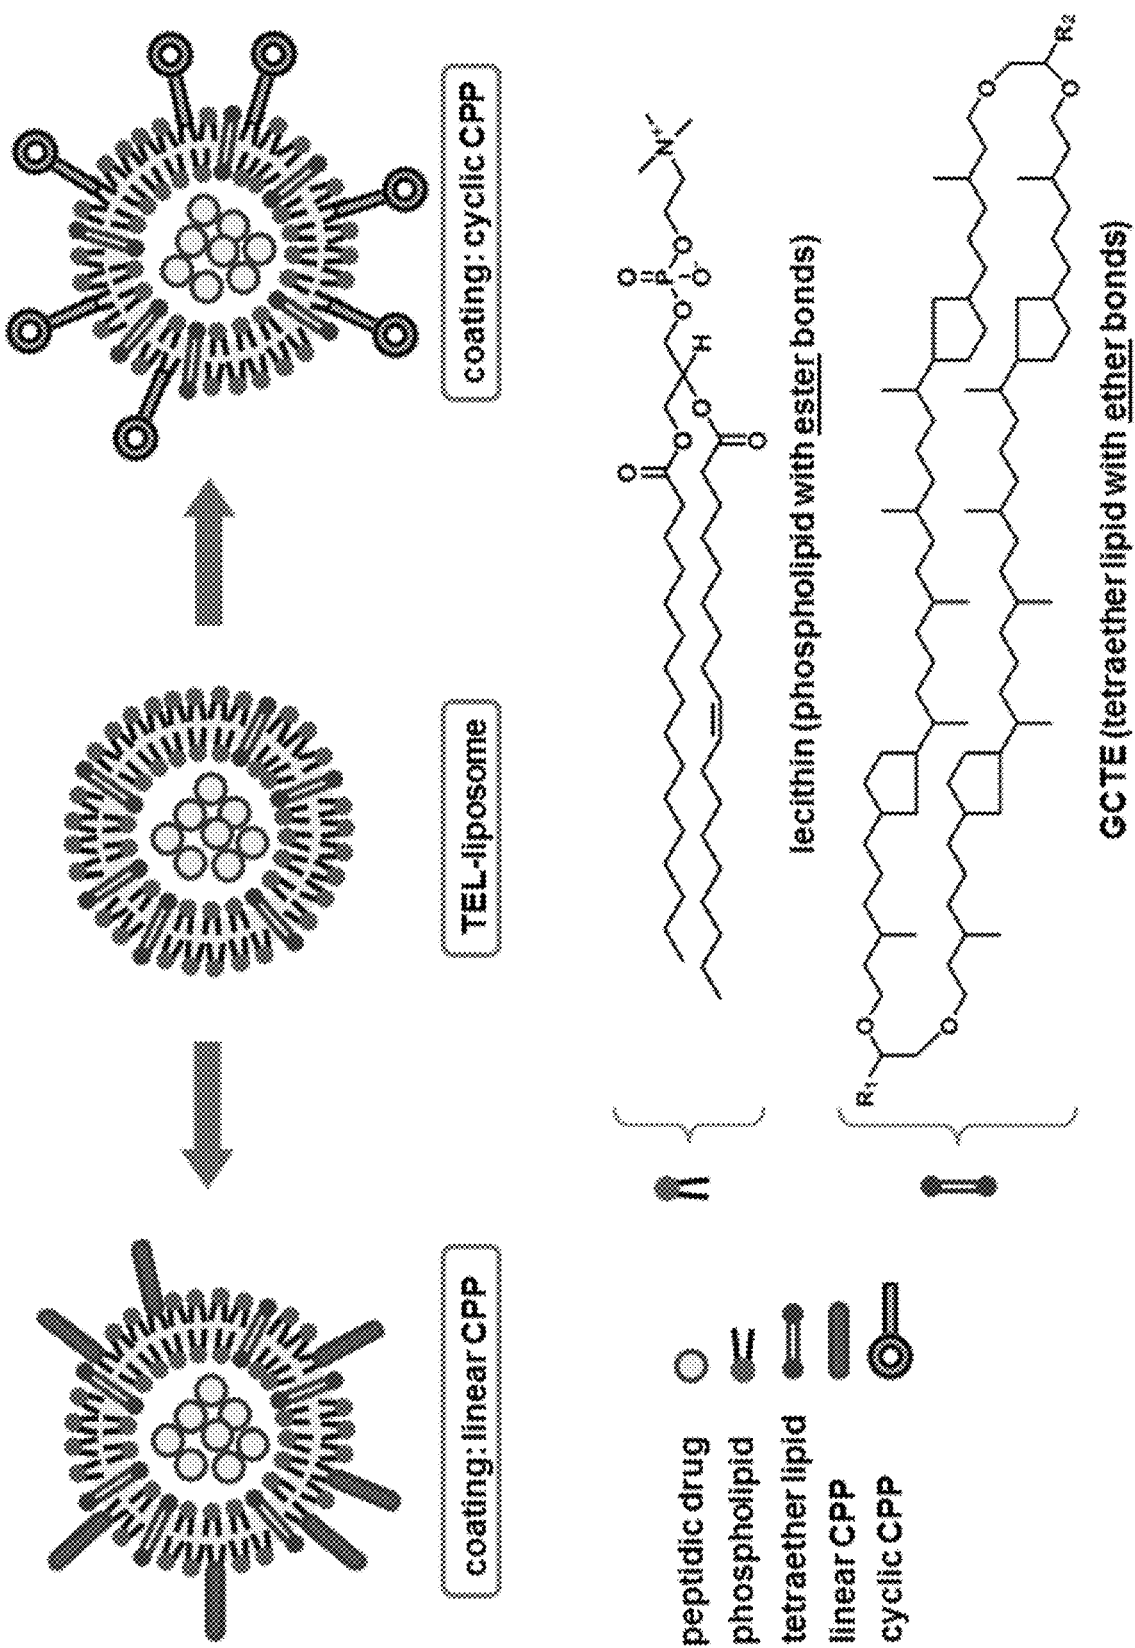 coating: linear CPP
TEL-liposome
coating: cyclic CPP
peptidic drug
phospholipid
tetraether lipid
linear CPP
cyclic CPP
O
O
O
O
H
O
O
P
O
O-
N+
lecithin (phospholipid with ester bonds)
R1
O
O
O
O
R2
GCTE (tetraether lipid with ether bonds)